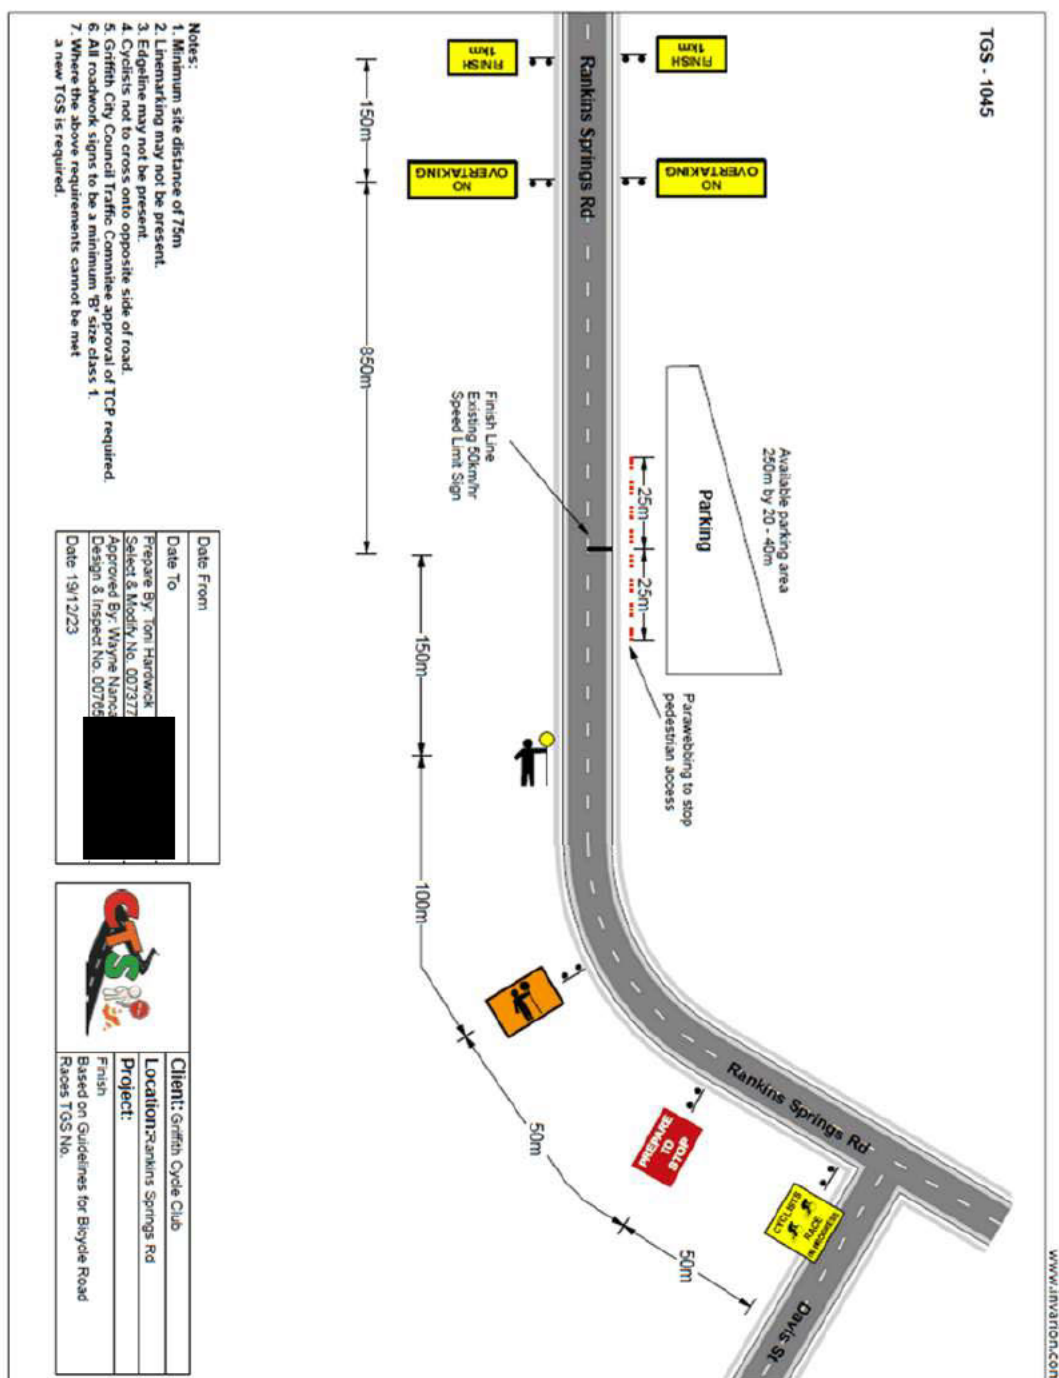 TGS - 1045
FINISH
1km
FINISH
1km
150m
NO
OVERTAKING
NO
OVERTAKING
Rankins Springs Rd
850m
Available parking area
250m by 20 - 40m
Parking
25m
25m
Finish Line
Existing 50km/hr
Speed Limit Sign
Parawebbing to stop
pedestrian access
150m
100m
50m
50m
PREPARE
TO
STOP
CYCLISTS
RACE
IN PROGRESS
Rankins Springs Rd
Davis St
Notes:
1. Minimum site distance of 75m
2. Linemarking may not be present.
3. Edgeline may not be present.
4. Cyclists not to cross onto opposite side of road.
5. Griffith City Council Traffic Commitee approval of TCP required.
6. All roadwork signs to be a minimum 'B' size class 1.
7. Where the above requirements cannot be met
a new TGS is required.
Date From
Date To
Prepare By: Toni Hardwick
Select & Modify No. 007377
Approved By: Wayne Nanca
Design & Inspect No. 00765
Date 19/12/23
CTS
Client: Griffith Cycle Club
Location: Rankins Springs Rd
Project:
Finish
Based on Guidelines for Bicycle Road
Races TGS No.
www.invarion.com